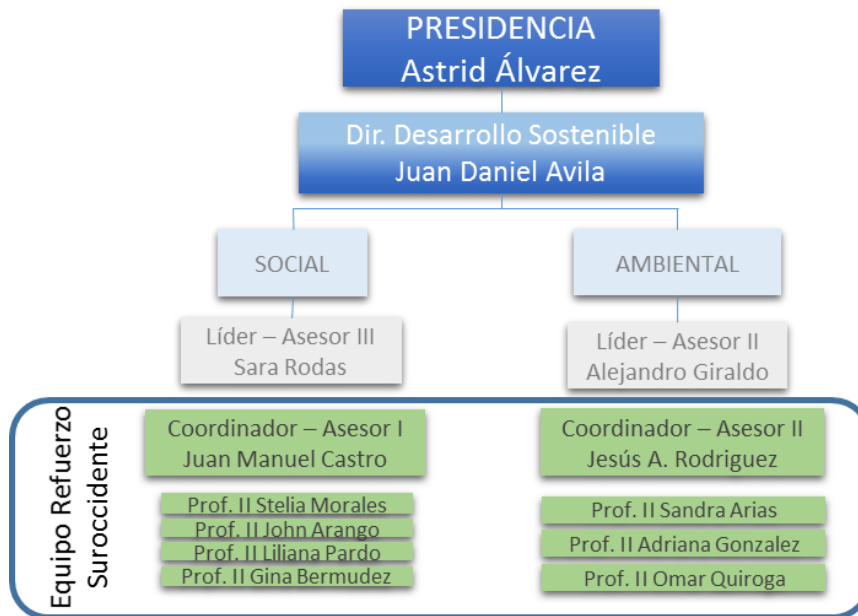 PRESIDENCIA
Astrid Álvarez
Dir. Desarrollo Sostenible
Juan Daniel Avila
SOCIAL
AMBIENTAL
Líder – Asesor III
Sara Rodas
Líder – Asesor II
Alejandro Giraldo
Equipo Refuerzo
Suroccidente
Coordinador – Asesor I
Juan Manuel Castro
Prof. II Stelia Morales
Prof. II John Arango
Prof. II Liliana Pardo
Prof. II Gina Bermudez
Coordinador – Asesor II
Jesús A. Rodriguez
Prof. II Sandra Arias
Prof. II Adriana Gonzalez
Prof. II Omar Quiroga